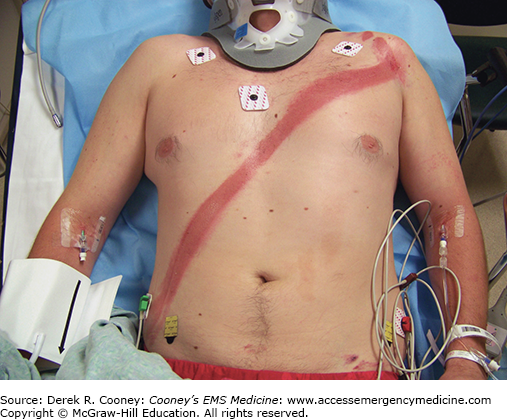 Source: Derek R. Cooney: Cooney's EMS Medicine: www.accessemergencymedicine.com
Copyright © McGraw-Hill Education. All rights reserved.